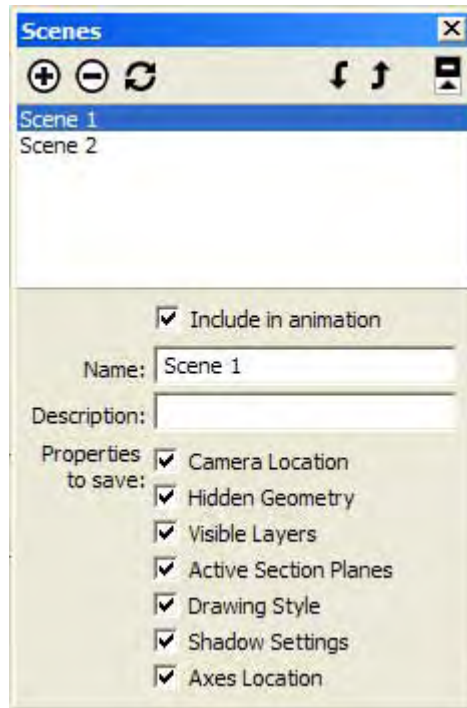 Scenes
Scene 1
Scene 2
Include in animation
Name: Scene 1
Description:
Properties to save:
Camera Location
Hidden Geometry
Visible Layers
Active Section Planes
Drawing Style
Shadow Settings
Axes Location